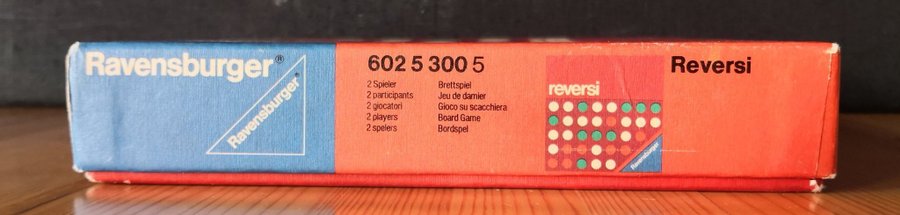 Ravensburger®
Ravensburger®
602 5 300 5
2 Spieler Brettspiel
2 participants Jeu de damier
2 giocatori Gioco su scacchiera
2 players Board Game
2 spelers Bordspel
reversi
Ravensburger
Reversi